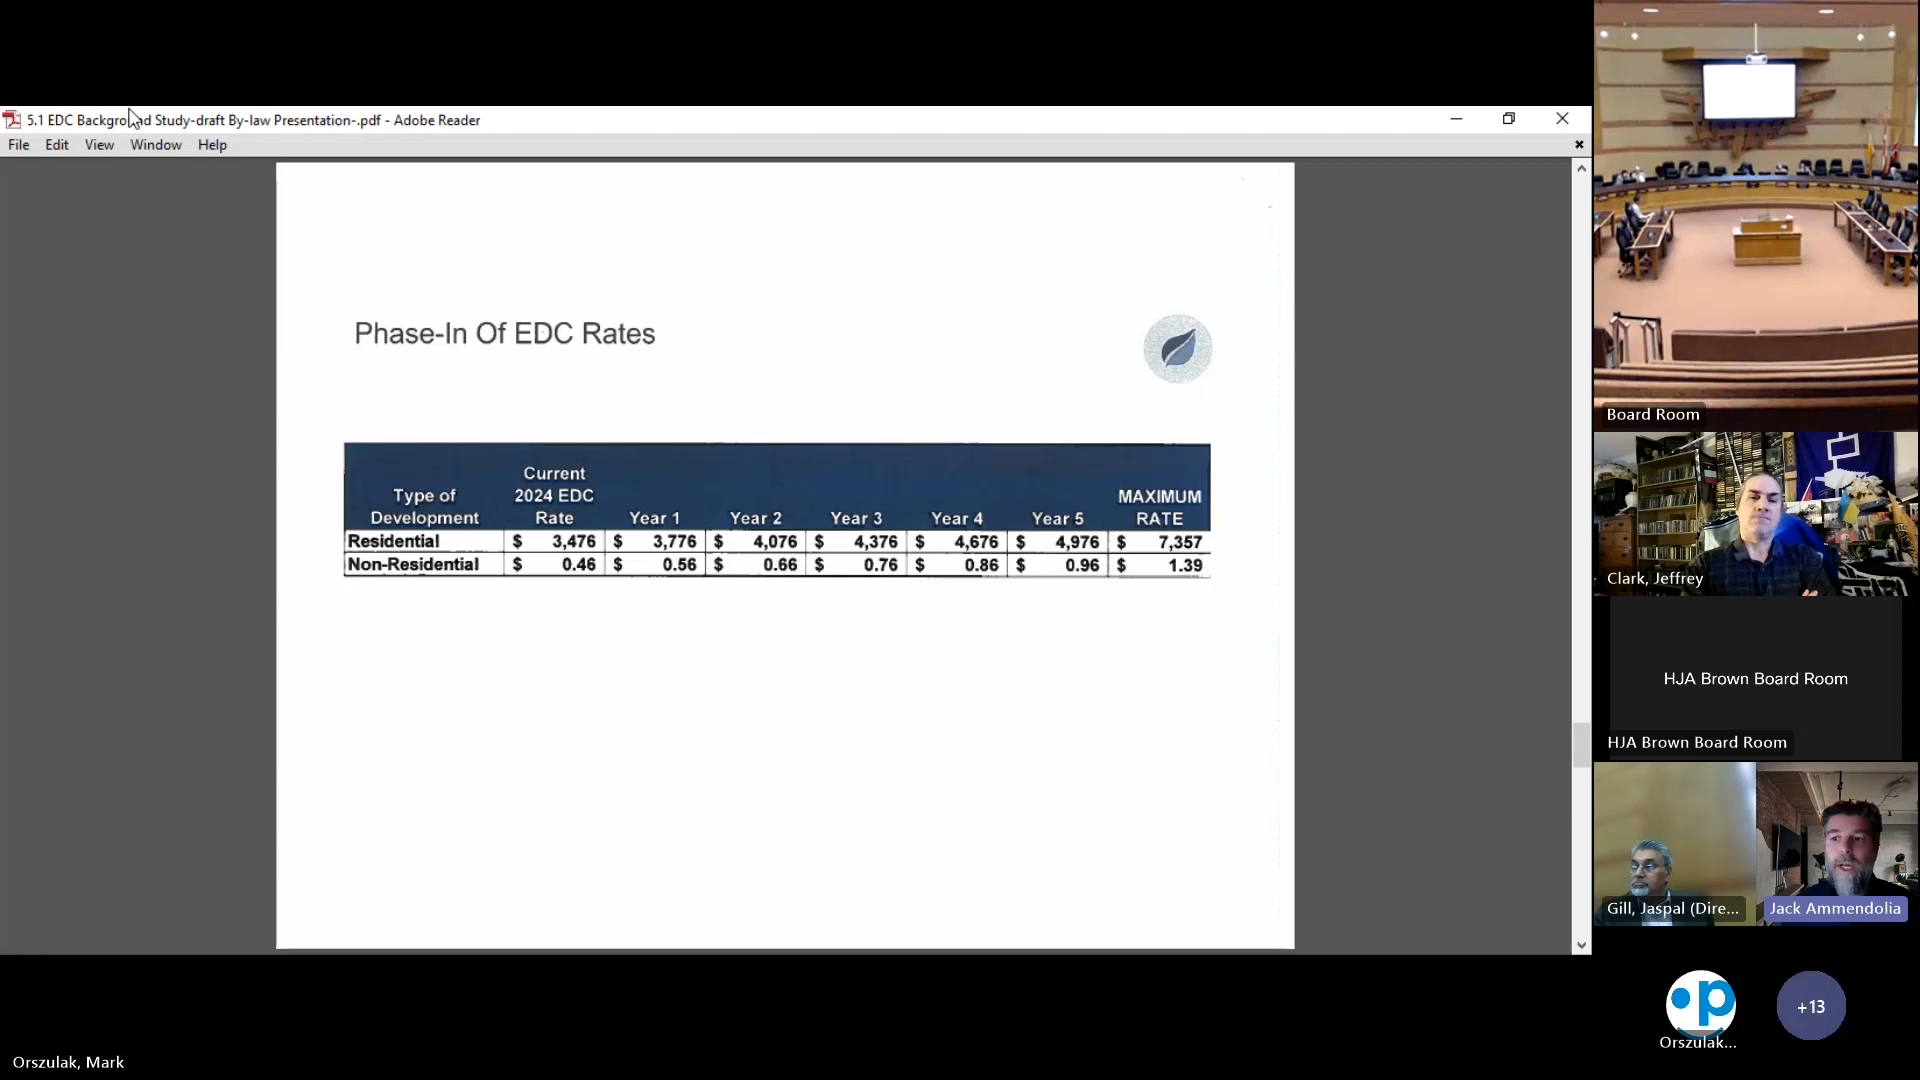 5.1 EDC Background Study-draft By-law Presentation-.pdf - Adobe Reader
File Edit View Window Help
Phase-In Of EDC Rates
Type of Development Current 2024 EDC Rate Year 1 Year 2 Year 3 Year 4 Year 5 MAXIMUM RATE
Residential $ 3,476 $ 3,776 $ 4,076 $ 4,376 $ 4,676 $ 4,976 $ 7,357
Non-Residential $ 0.46 $ 0.56 $ 0.66 $ 0.76 $ 0.86 $ 0.96 $ 1.39
Board Room
Clark, Jeffrey
HJA Brown Board Room
HJA Brown Board Room
Gill, Jaspal (Dire...
Jack Ammendolia
op
+13
Orszulak...
Orszulak, Mark